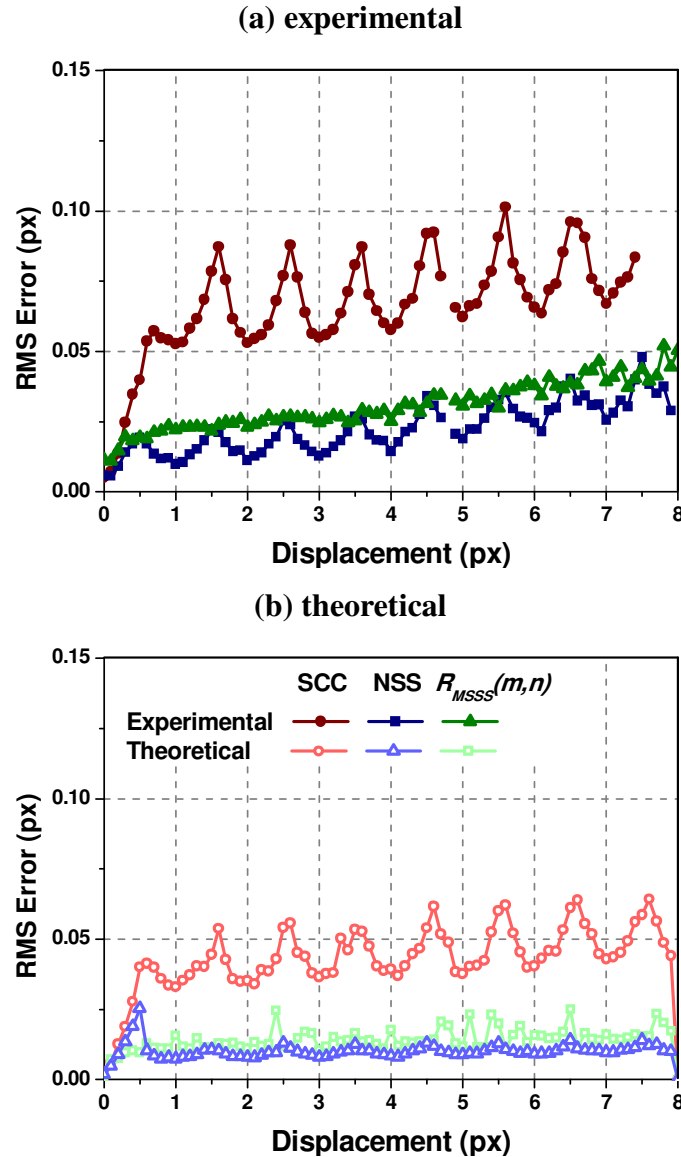 (a) experimental
0.15
0.10
0.05
0.00
RMS Error (px)
0 1 2 3 4 5 6 7 8
Displacement (px)
(b) theoretical
0.15
0.10
0.05
0.00
RMS Error (px)
SCC NSS R_MSSS(m,n)
Experimental
Theoretical
0 1 2 3 4 5 6 7 8
Displacement (px)